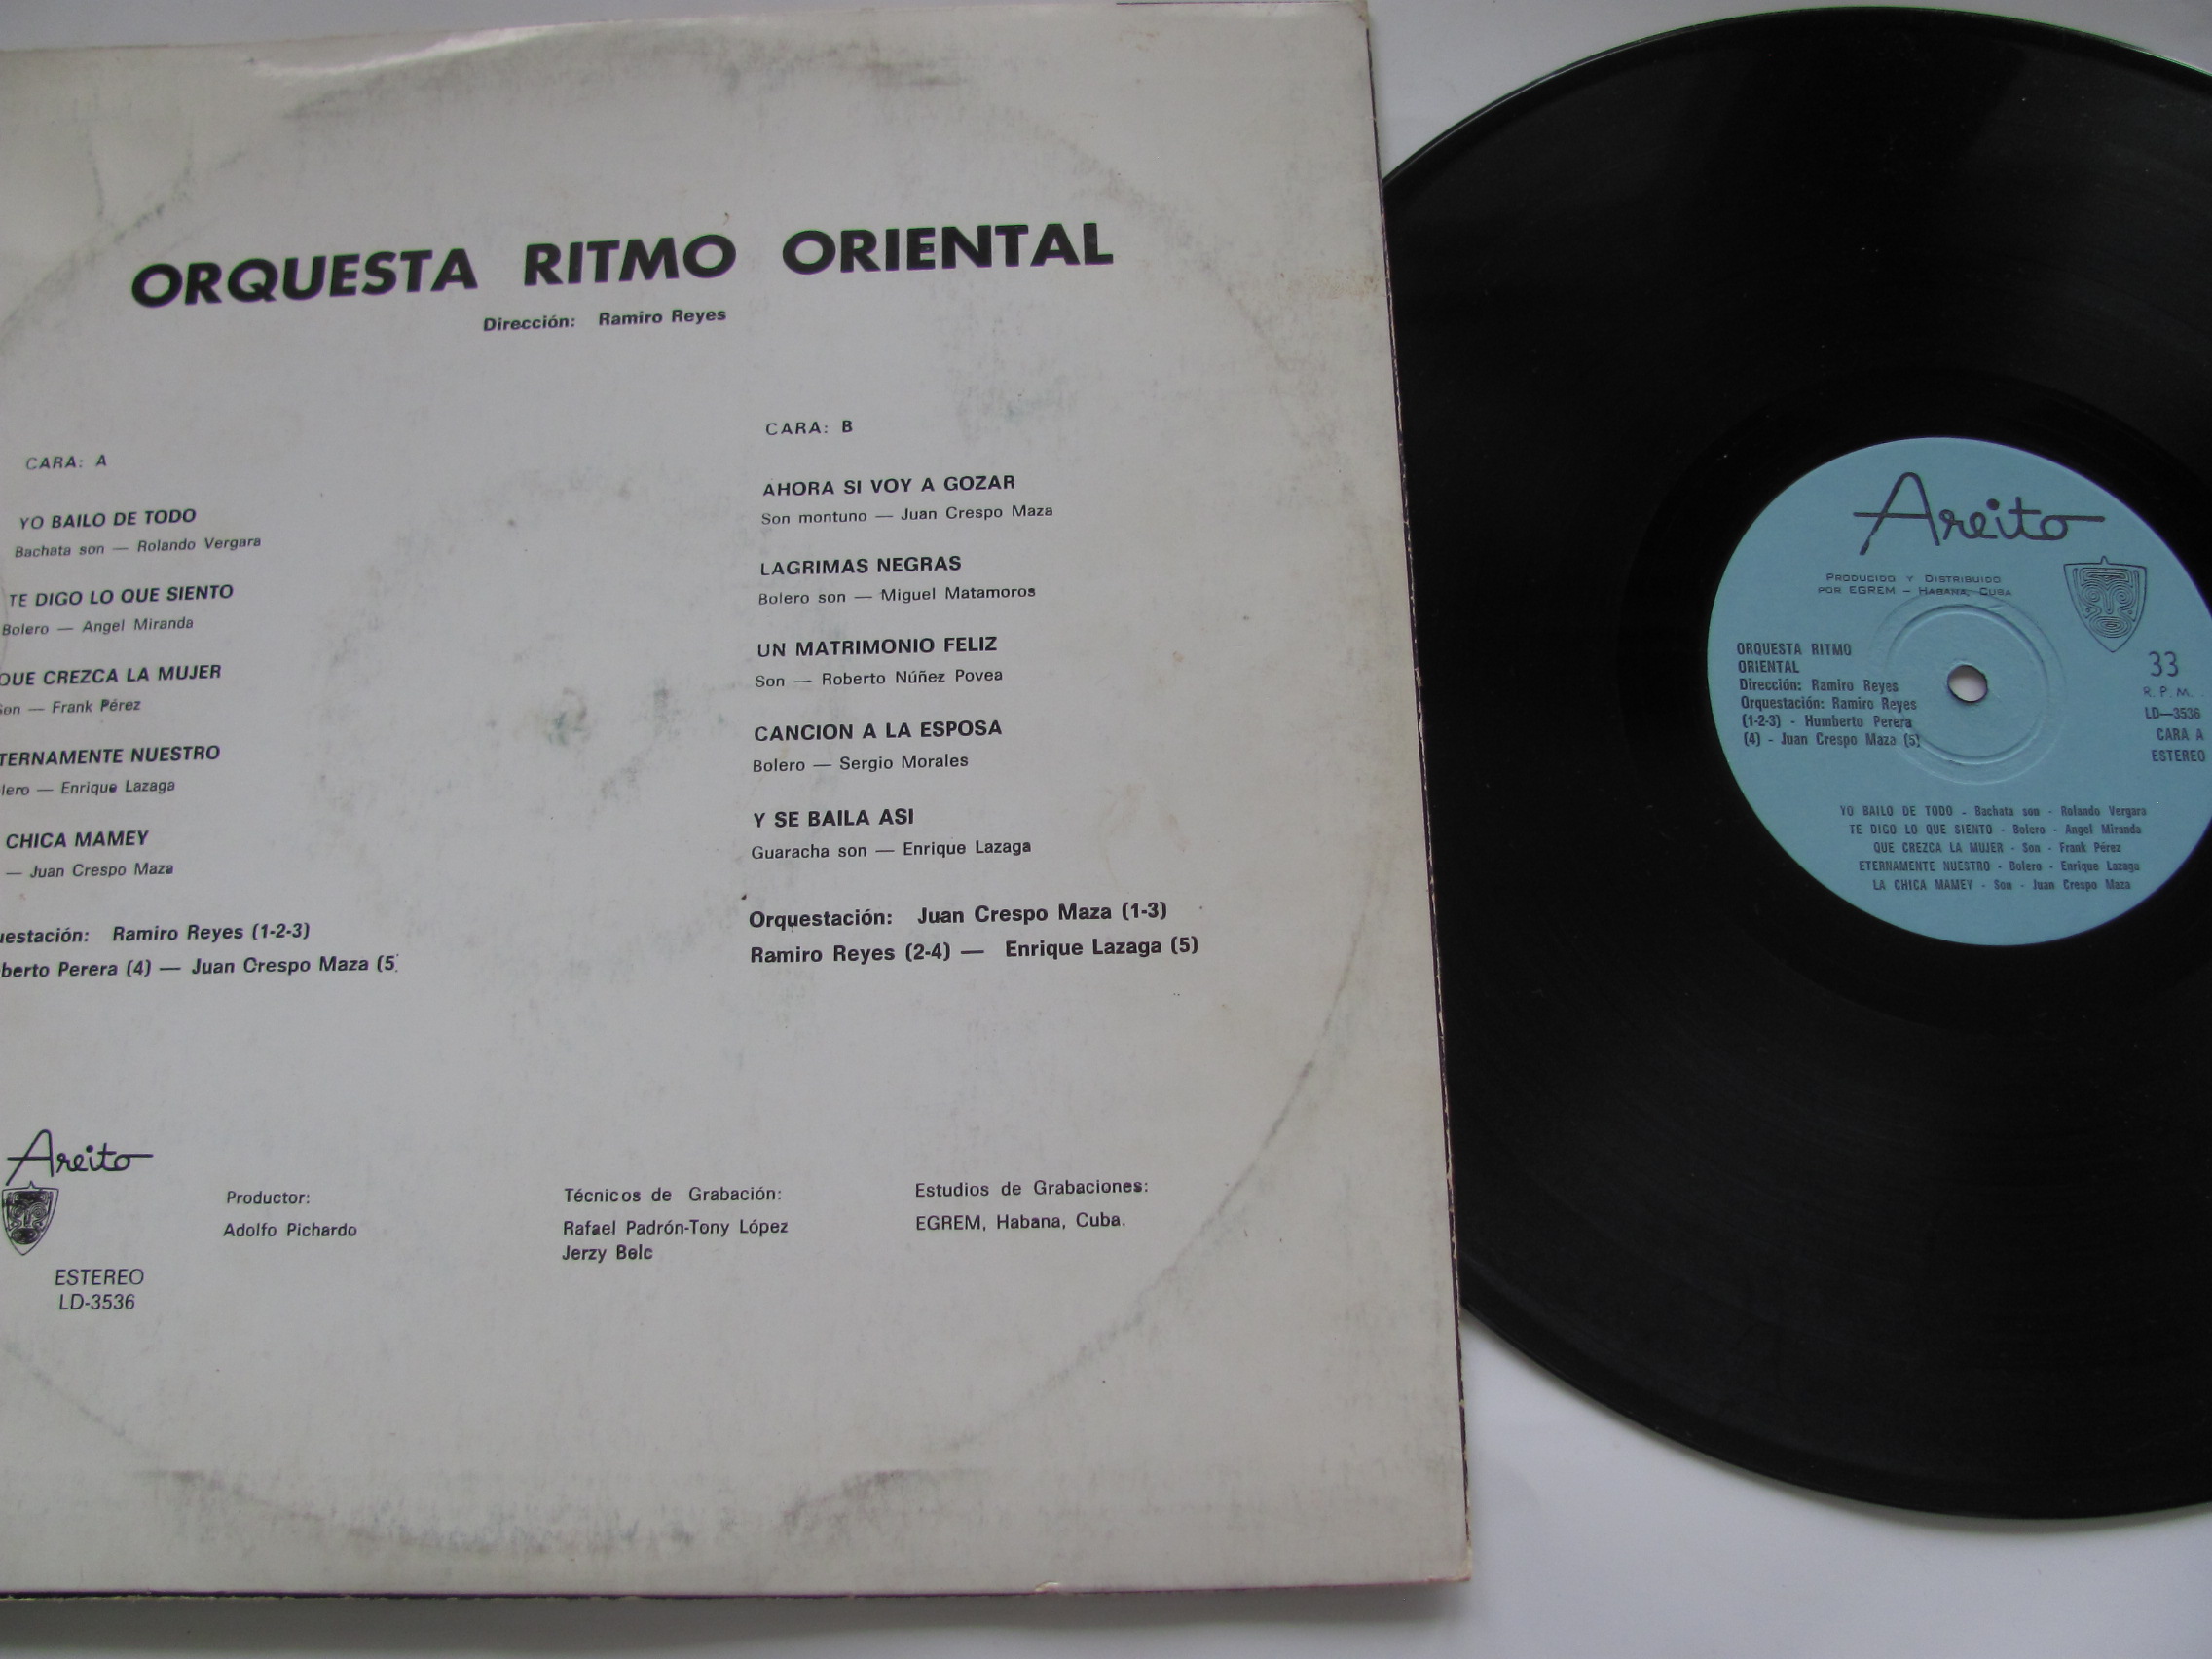 ORQUESTA RITMO ORIENTAL
Dirección: Ramiro Reyes
CARA: A
YO BAILO DE TODO
Bachata son — Rolando Vergara
TE DIGO LO QUE SIENTO
Bolero — Angel Miranda
QUE CREZCA LA MUJER
Son — Frank Pérez
TERNAMENTE NUESTRO
lero — Enrique Lazaga
CHICA MAMEY
— Juan Crespo Maza
uestación: Ramiro Reyes (1-2-3)
berto Perera (4) — Juan Crespo Maza (5
CARA: B
AHORA SI VOY A GOZAR
Son montuno — Juan Crespo Maza
LAGRIMAS NEGRAS
Bolero son — Miguel Matamoros
UN MATRIMONIO FELIZ
Son — Roberto Núñez Povea
CANCION A LA ESPOSA
Bolero — Sergio Morales
Y SE BAILA ASI
Guaracha son — Enrique Lazaga
Orquestación: Juan Crespo Maza (1-3)
Ramiro Reyes (2-4) — Enrique Lazaga (5)
Areito
ESTEREO
LD-3536
Productor:
Adolfo Pichardo
Técnicos de Grabación:
Rafael Padrón-Tony López
Jerzy Belc
Estudios de Grabaciones:
EGREM, Habana, Cuba.
Areito
PRODUCIDO Y DISTRIBUIDO
POR EGREM – HABANA, CUBA
ORQUESTA RITMO
ORIENTAL
Dirección: Ramiro Reyes
Orquestación: Ramiro Reyes
(1-2-3) - Humberto Perera
(4) - Juan Crespo Maza (5)
33
R. P. M.
LD—3536
CARA A
ESTEREO
YO BAILO DE TODO - Bachata son - Rolando Vergara
TE DIGO LO QUE SIENTO - Bolero - Angel Miranda
QUE CREZCA LA MUJER - Son - Frank Pérez
ETERNAMENTE NUESTRO - Bolero - Enrique Lazaga
LA CHICA MAMEY - Son - Juan Crespo Maza